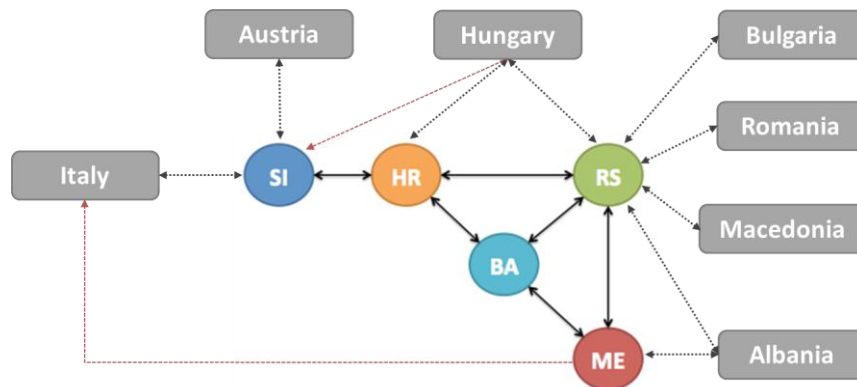 Austria
Hungary
Bulgaria
Romania
Italy
SI
HR
RS
Macedonia
BA
ME
Albania